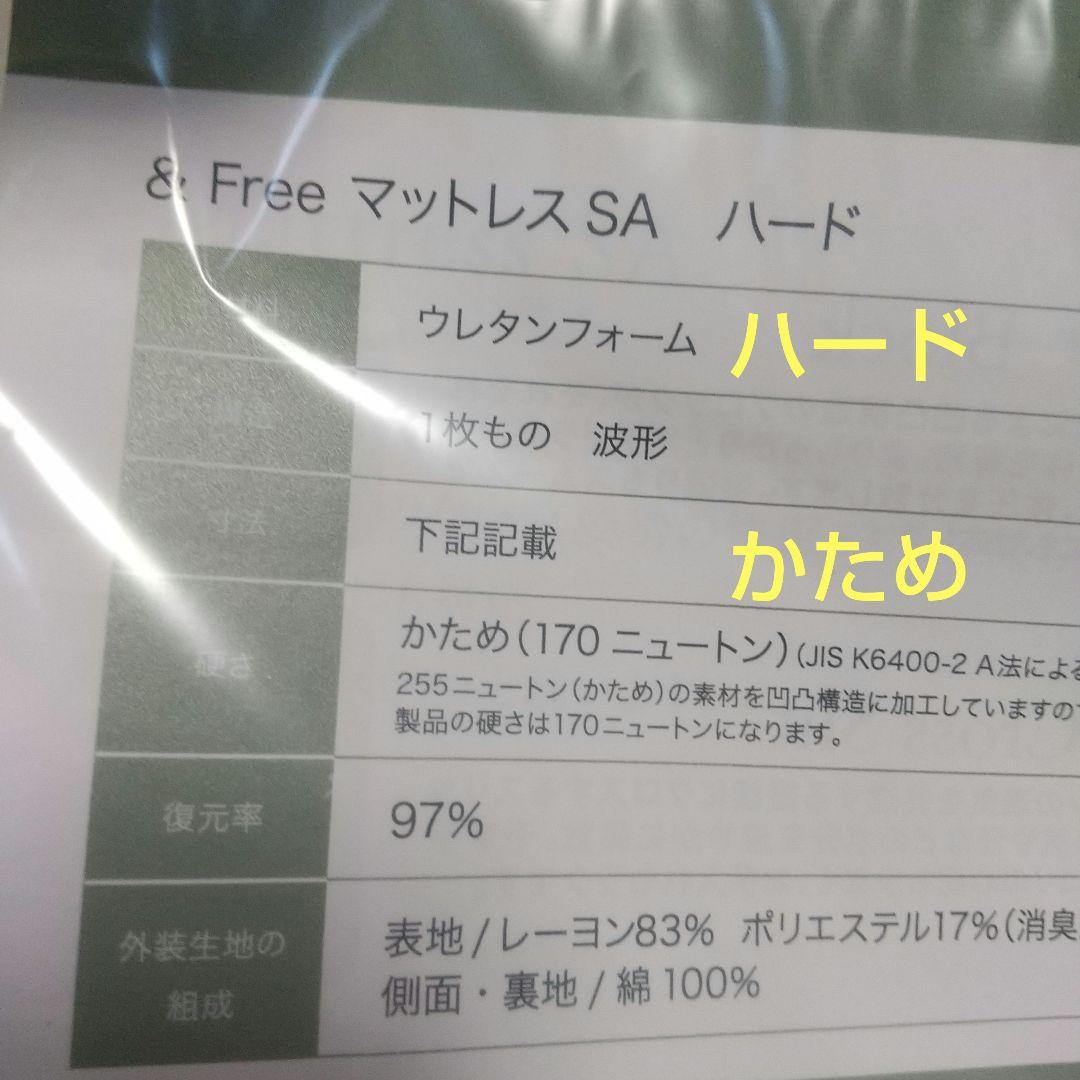 & Free マットレス SA ハード
ウレタンフォーム
ハード
1枚もの 波形
寸法
下記記載
かため
硬さ
かため(170 ニュートン)(JIS K6400-2 A法による
255ニュートン(かため)の素材を凹凸構造に加工していますので
製品の硬さは170ニュートンになります。
復元率
97%
外装生地の
組成
表地 / レーヨン83% ポリエステル17%(消臭
側面・裏地 / 綿 100%